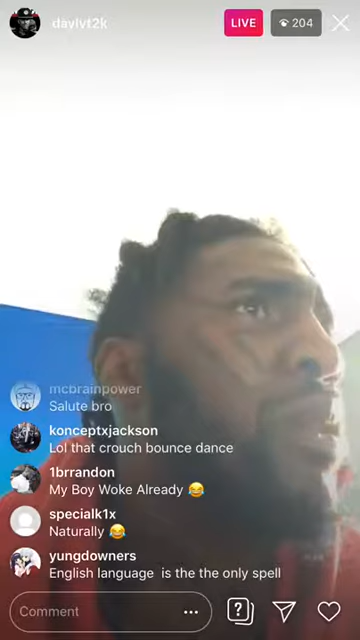 daylvt2k
LIVE
204
mcbrainpower
Salute bro
konceptxjackson
Lol that crouch bounce dance
1brrandon
My Boy Woke Already 😂
specialk1x
Naturally 😂
yungdowners
English language  is the the only spell
Comment